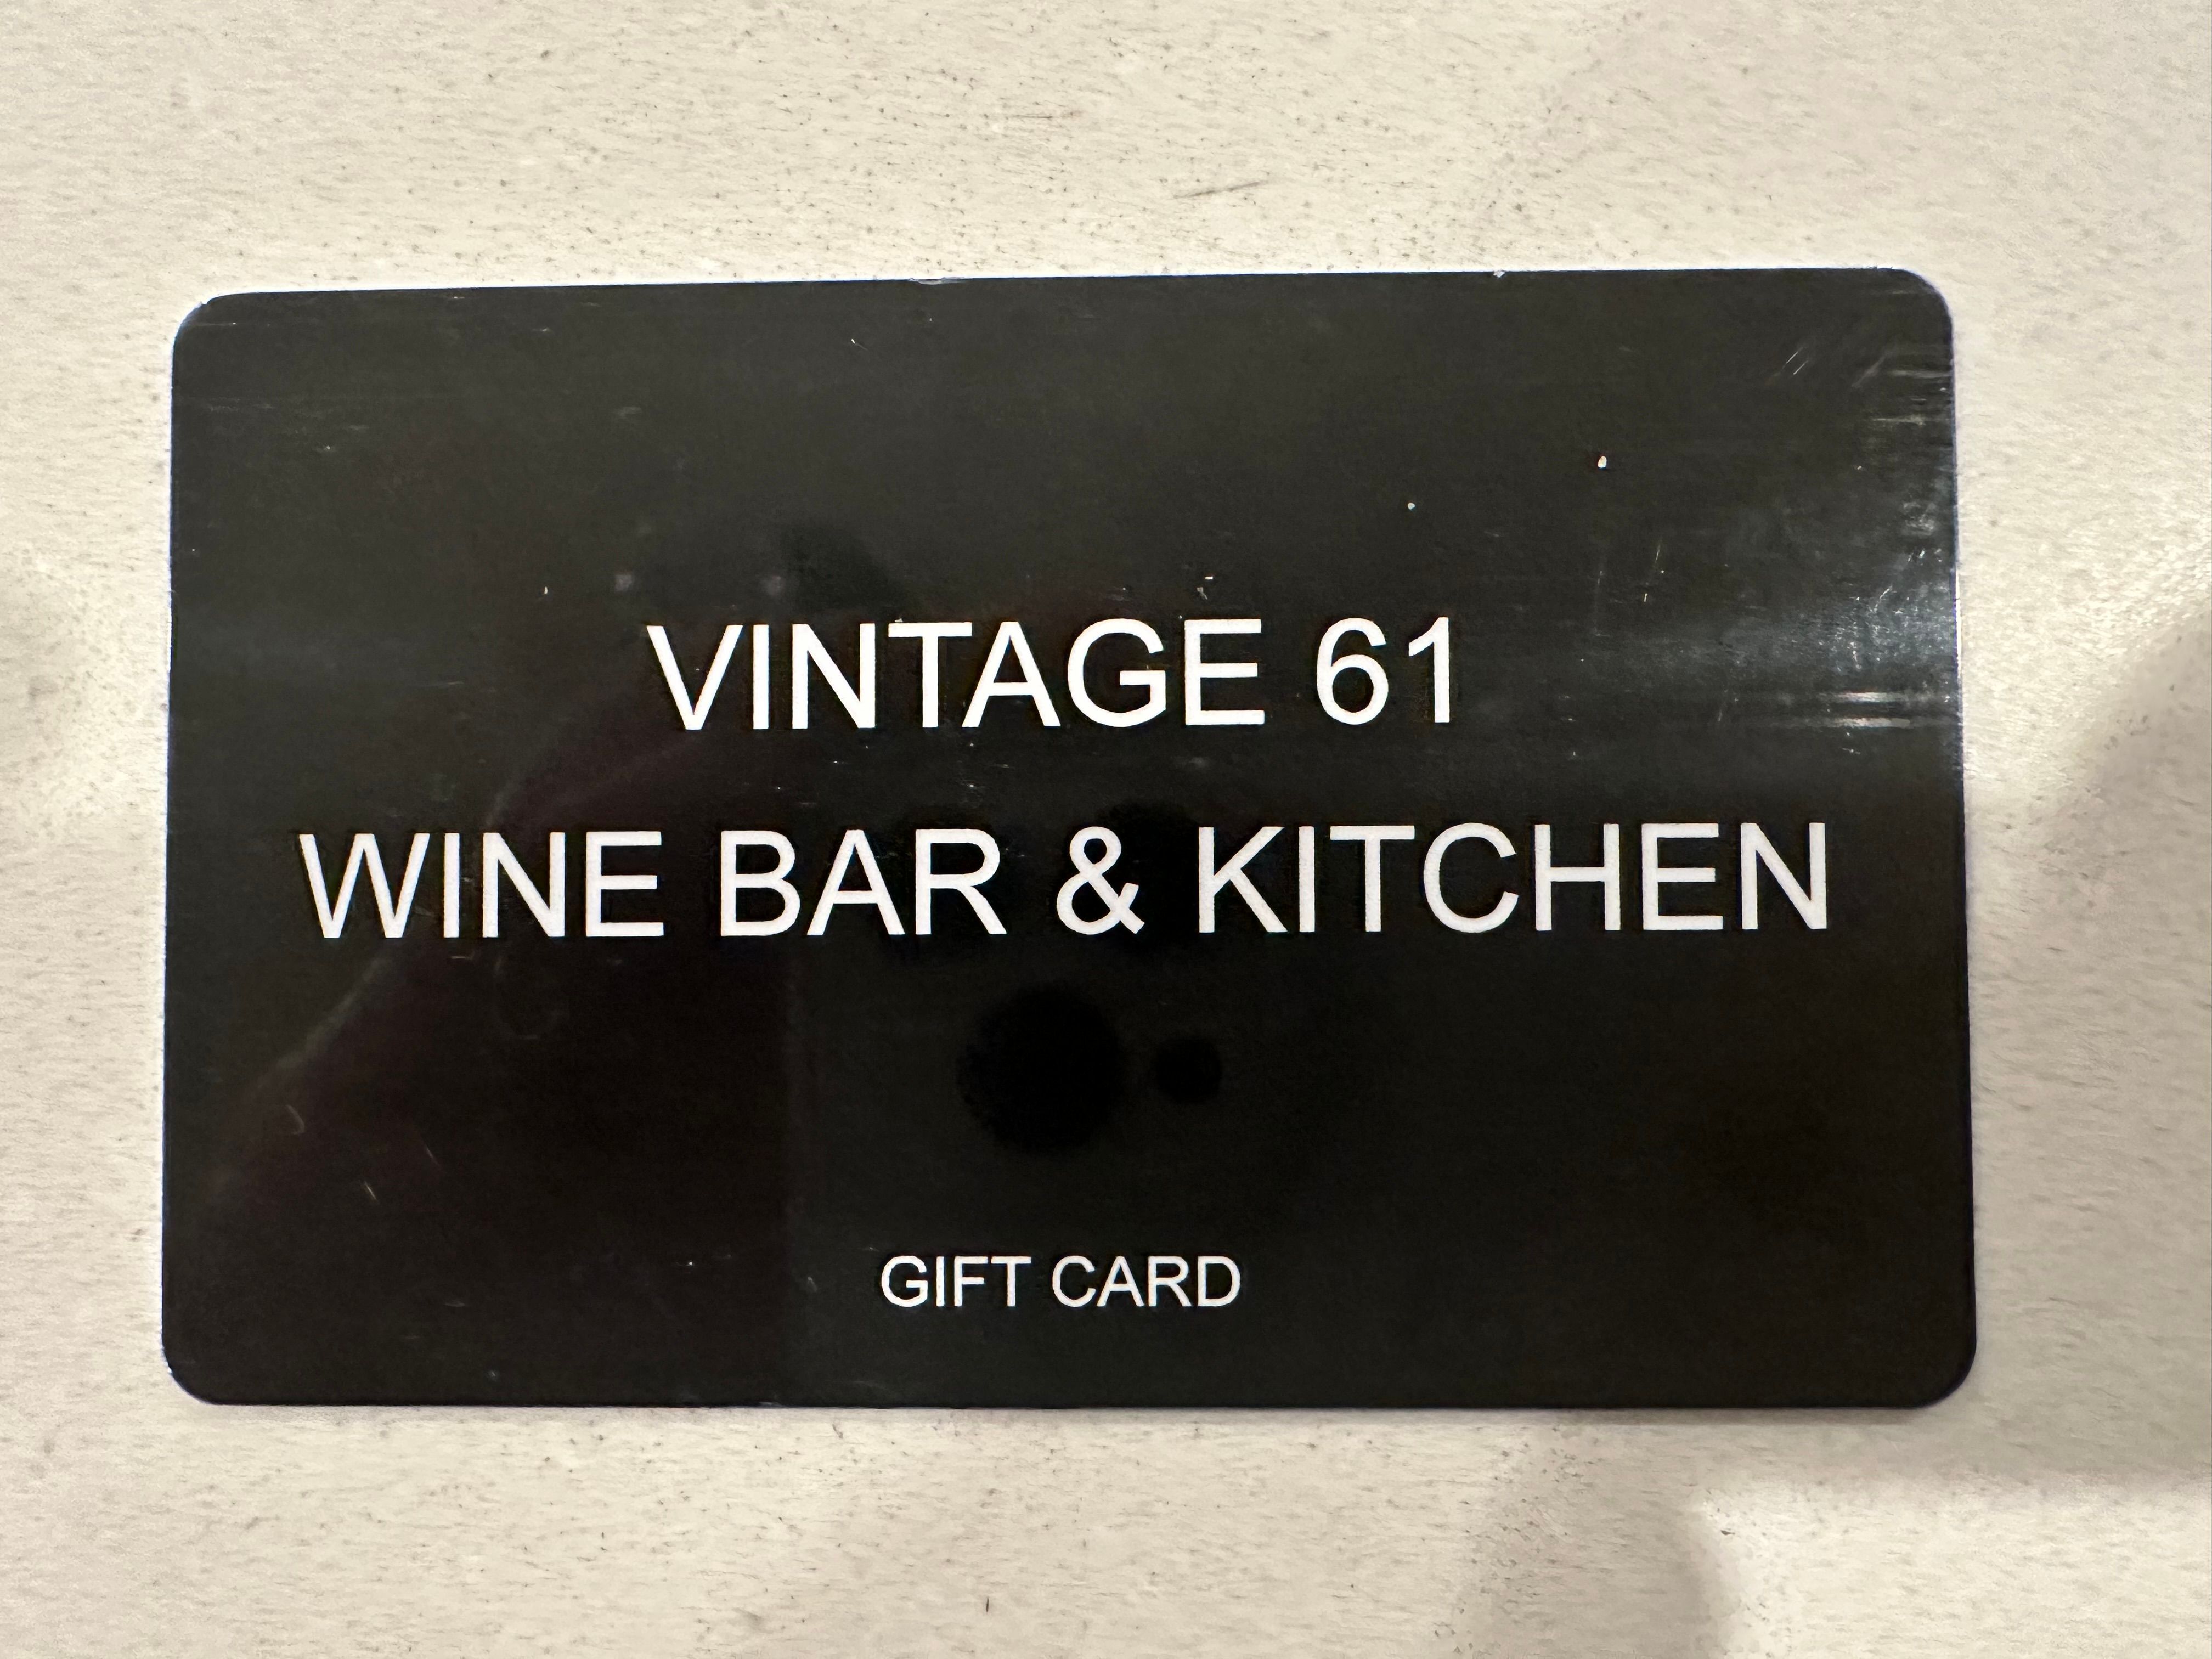 VINTAGE 61
WINE BAR & KITCHEN
GIFT CARD